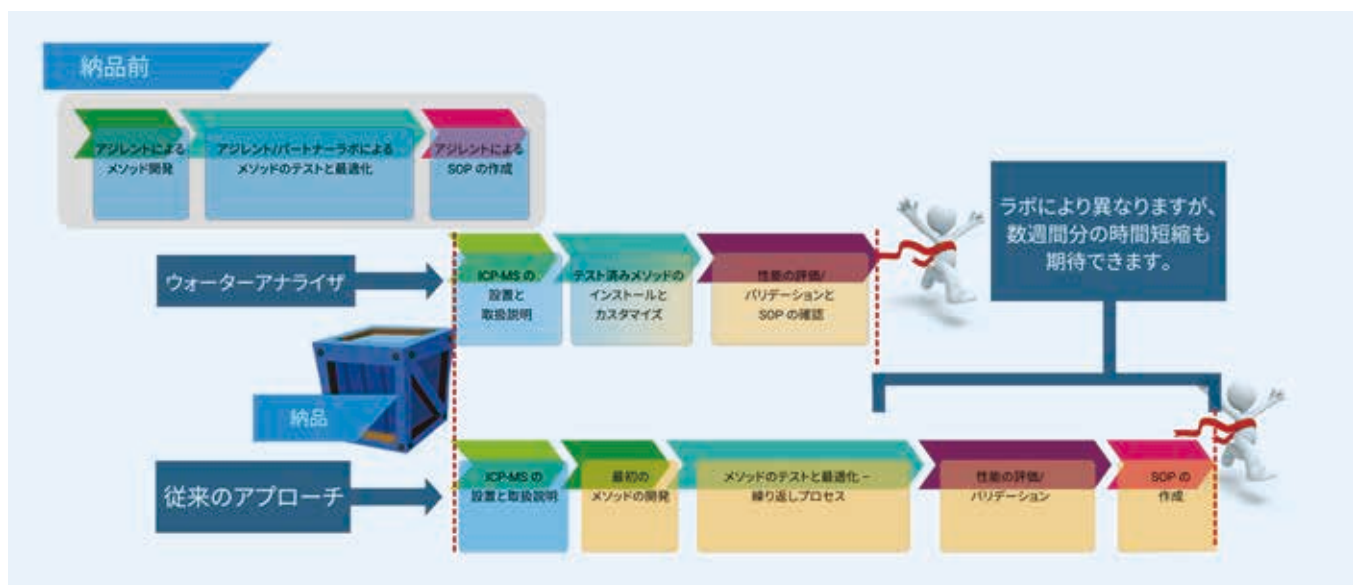 納品前
アジレントによる
メソッド開発
アジレント/パートナーラボによる
メソッドのテストと最適化
アジレントによる
SOP の作成
ウォーターアナライザ
ICP-MS の
設置と
取扱説明
テスト済みメソッドの
インストールと
カスタマイズ
性能の評価/
バリデーションと
SOP の確認
ラボにより異なりますが、
数週間分の時間短縮も
期待できます。
納品
従来のアプローチ
ICP-MS の
設置と取扱説明
最初の
メソッドの開発
メソッドのテストと最適化 –
繰り返しプロセス
性能の評価/
バリデーション
SOP の
作成